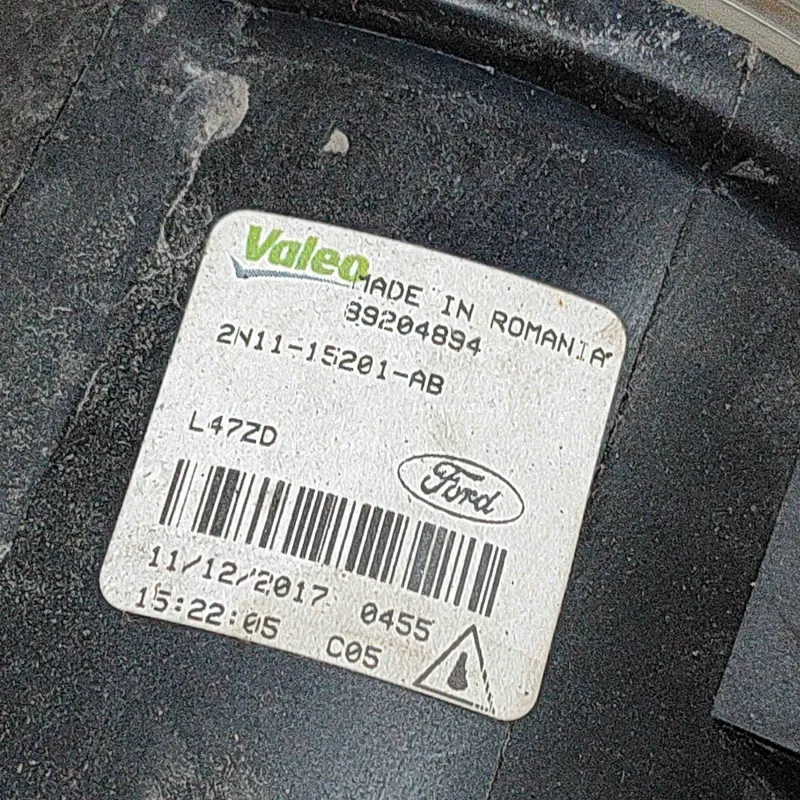 Valeo
MADE IN ROMANIA
89204894
2N11-15201-AB
L47ZD
Ford
11/12/2017 0455
15:22:05 C05